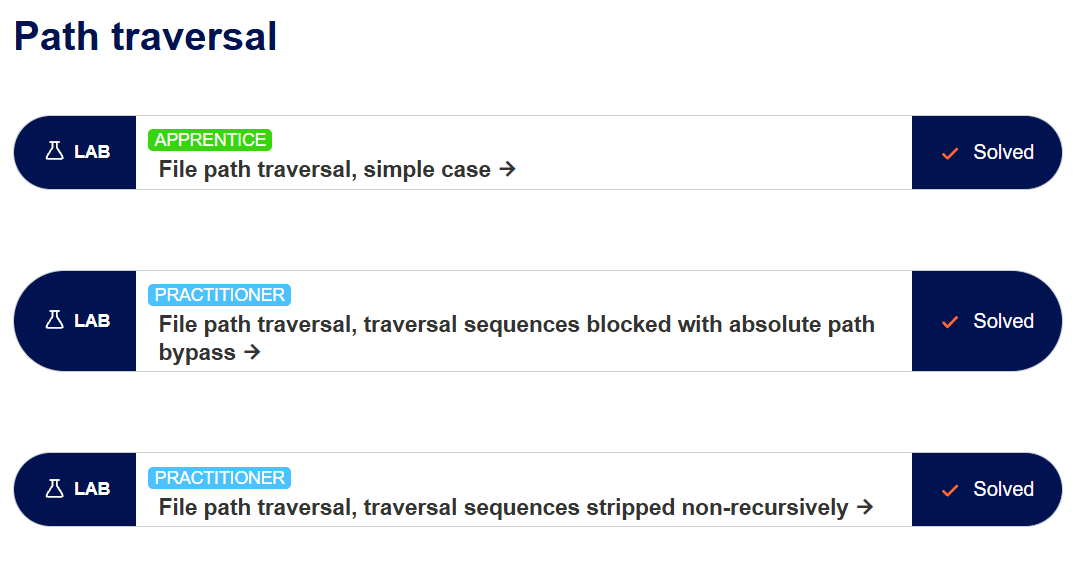 Path traversal
LAB
APPRENTICE
File path traversal, simple case →
Solved
LAB
PRACTITIONER
File path traversal, traversal sequences blocked with absolute path
bypass →
Solved
LAB
PRACTITIONER
File path traversal, traversal sequences stripped non-recursively →
Solved